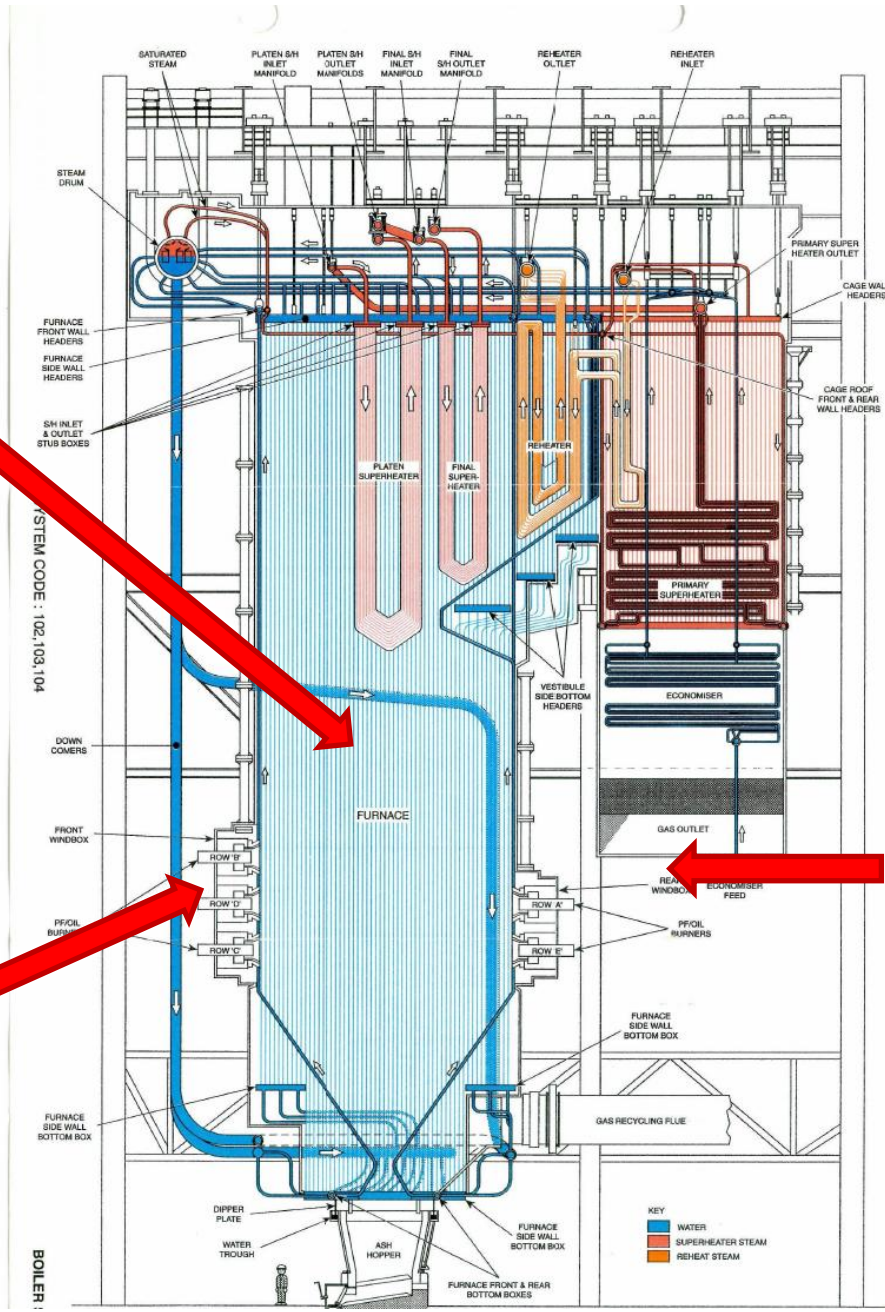 SATURATED
STEAM
PLATEN S/H
INLET
MANIFOLD
PLATEN S/H
OUTLET
MANIFOLDS
FINAL S/H
INLET
MANIFOLD
FINAL
S/H OUTLET
MANIFOLD
REHEATER
OUTLET
REHEATER
INLET
STEAM
DRUM
PRIMARY SUPER
HEATER OUTLET
CAGE WALL
HEADERS
FURNACE
FRONT WALL
HEADERS
FURNACE
SIDE WALL
HEADERS
S/H INLET
& OUTLET
STUB BOXES
CAGE ROOF
FRONT & REAR
WALL HEADERS
PLATEN
SUPERHEATER
FINAL
SUPER-
HEATER
REHEATER
PRIMARY
SUPERHEATER
YSTEM CODE : 102,103,104
VESTIBULE
SIDE BOTTOM
HEADERS
ECONOMISER
DOWN
COMERS
FURNACE
GAS OUTLET
FRONT
WINDBOX
ROW 'B'
ROW 'D'
ROW 'C'
PF/OIL
REAR
WINDBOX
ECONOMISER
FEED
ROW 'A'
ROW 'E'
PF/OIL
BURNERS
FURNACE
SIDE WALL
BOTTOM BOX
FURNACE
SIDE WALL
BOTTOM BOX
GAS RECYCLING FLUE
DIPPER
PLATE
WATER
TROUGH
ASH
HOPPER
FURNACE
SIDE WALL
BOTTOM BOX
FURNACE FRONT & REAR
BOTTOM BOXES
KEY
WATER
SUPERHEATER STEAM
REHEAT STEAM
BOILER